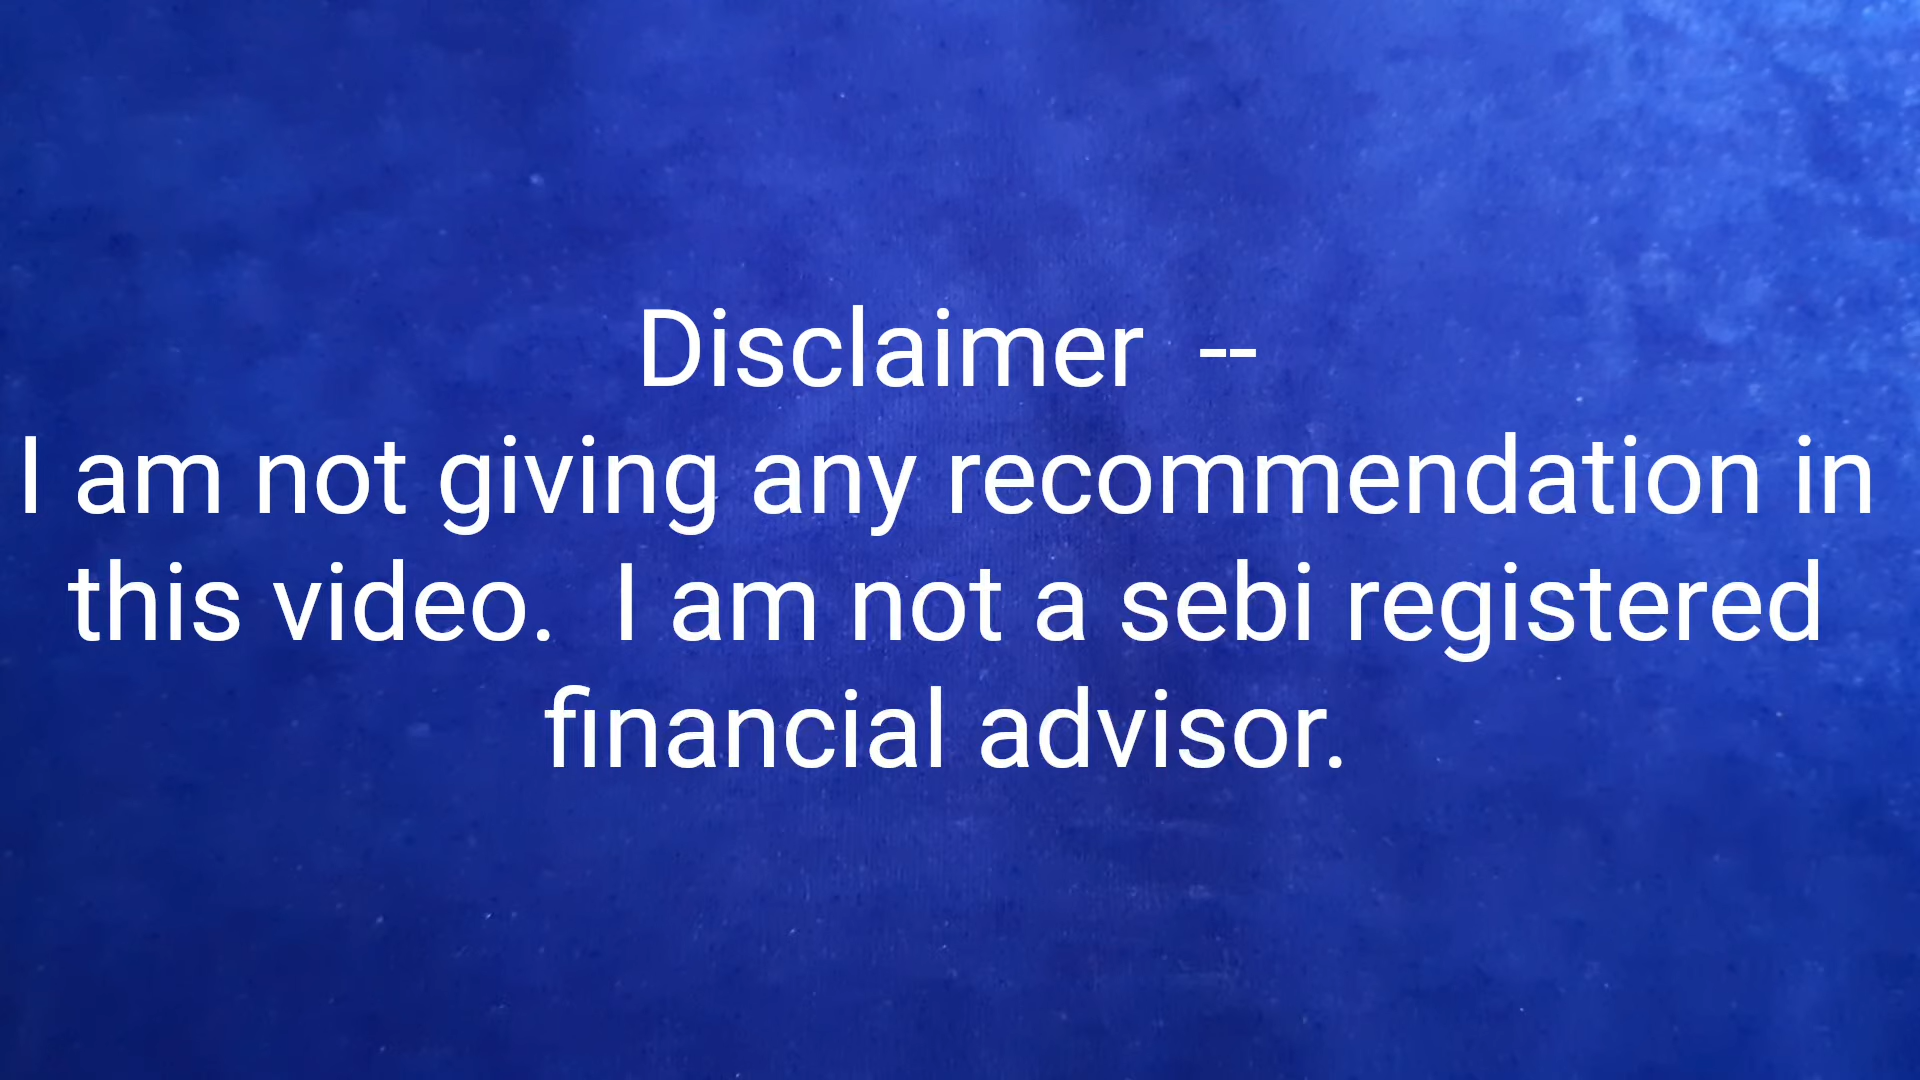 Disclaimer  --
I am not giving any recommendation in
this video.  I am not a sebi registered
financial advisor.